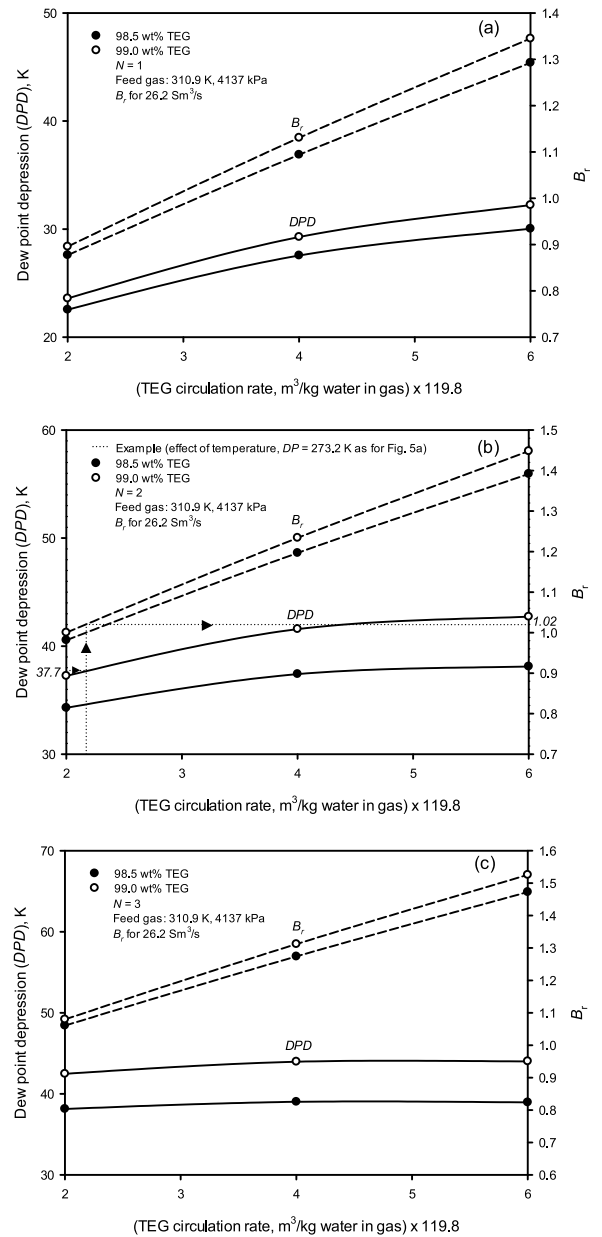 (a)
98.5 wt% TEG
99.0 wt% TEG
N = 1
Feed gas: 310.9 K, 4137 kPa
Br for 26.2 Sm³/s
Br
DPD
Dew point depression (DPD), K
50
40
30
20
Br
1.4
1.3
1.2
1.1
1.0
0.9
0.8
0.7
2 3 4 5 6
(TEG circulation rate, m³/kg water in gas) x 119.8
(b)
Example (effect of temperature, DP = 273.2 K as for Fig. 5a)
98.5 wt% TEG
99.0 wt% TEG
N = 2
Feed gas: 310.9 K, 4137 kPa
Br for 26.2 Sm³/s
Br
DPD
1.02
37.7
Dew point depression (DPD), K
60
50
40
30
Br
1.5
1.4
1.3
1.2
1.1
1.0
0.9
0.8
0.7
2 3 4 5 6
(TEG circulation rate, m³/kg water in gas) x 119.8
(c)
98.5 wt% TEG
99.0 wt% TEG
N = 3
Feed gas: 310.9 K, 4137 kPa
Br for 26.2 Sm³/s
Br
DPD
Dew point depression (DPD), K
70
60
50
40
30
Br
1.6
1.5
1.4
1.3
1.2
1.1
1.0
0.9
0.8
0.7
0.6
2 3 4 5 6
(TEG circulation rate, m³/kg water in gas) x 119.8